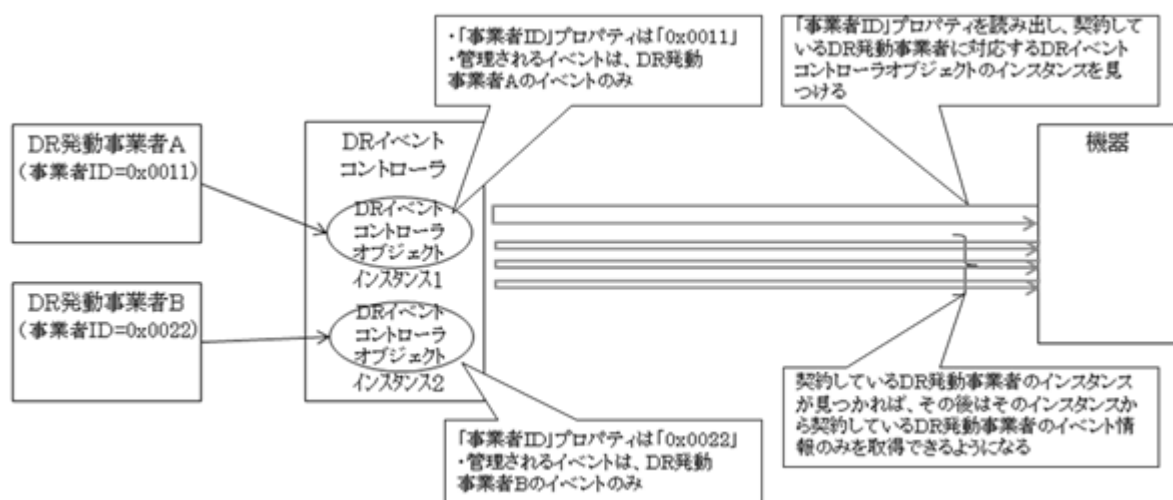 ・「事業者ID」プロパティは「0x0011」
・管理されるイベントは、DR発動
事業者Aのイベントのみ
「事業者ID」プロパティを読み出し、契約して
いるDR発動事業者に対応するDRイベント
コントローラオブジェクトのインスタンスを見
つける
DR発動事業者A
(事業者ID=0x0011)
DRイベント
コントローラ
DRイベント
コントローラ
オブジェクト
インスタンス1
機器
DR発動事業者B
(事業者ID=0x0022)
DRイベント
コントローラ
オブジェクト
インスタンス2
「事業者ID」プロパティは「0x0022」
・管理されるイベントは、DR発動
事業者Bのイベントのみ
契約しているDR発動事業者のインスタンス
が見つかれば、その後はそのインスタンスか
ら契約しているDR発動事業者のイベント情
報のみを取得できるようになる